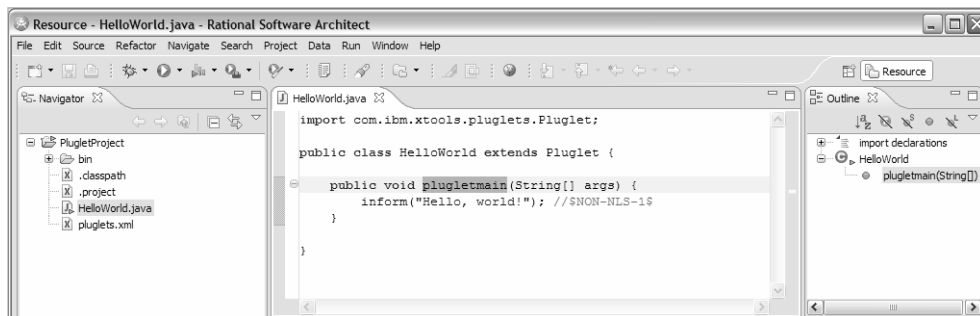 Resource - HelloWorld.java - Rational Software Architect
File Edit Source Refactor Navigate Search Project Data Run Window Help
Resource
Navigator
PlugletProject
bin
.classpath
.project
HelloWorld.java
pluglets.xml
HelloWorld.java
import com.ibm.xtools.pluglets.Pluglet;
public class HelloWorld extends Pluglet {
public void plugletmain(String[] args) {
inform("Hello, world!"); //$NON-NLS-1$
}
}
Outline
import declarations
HelloWorld
plugletmain(String[])